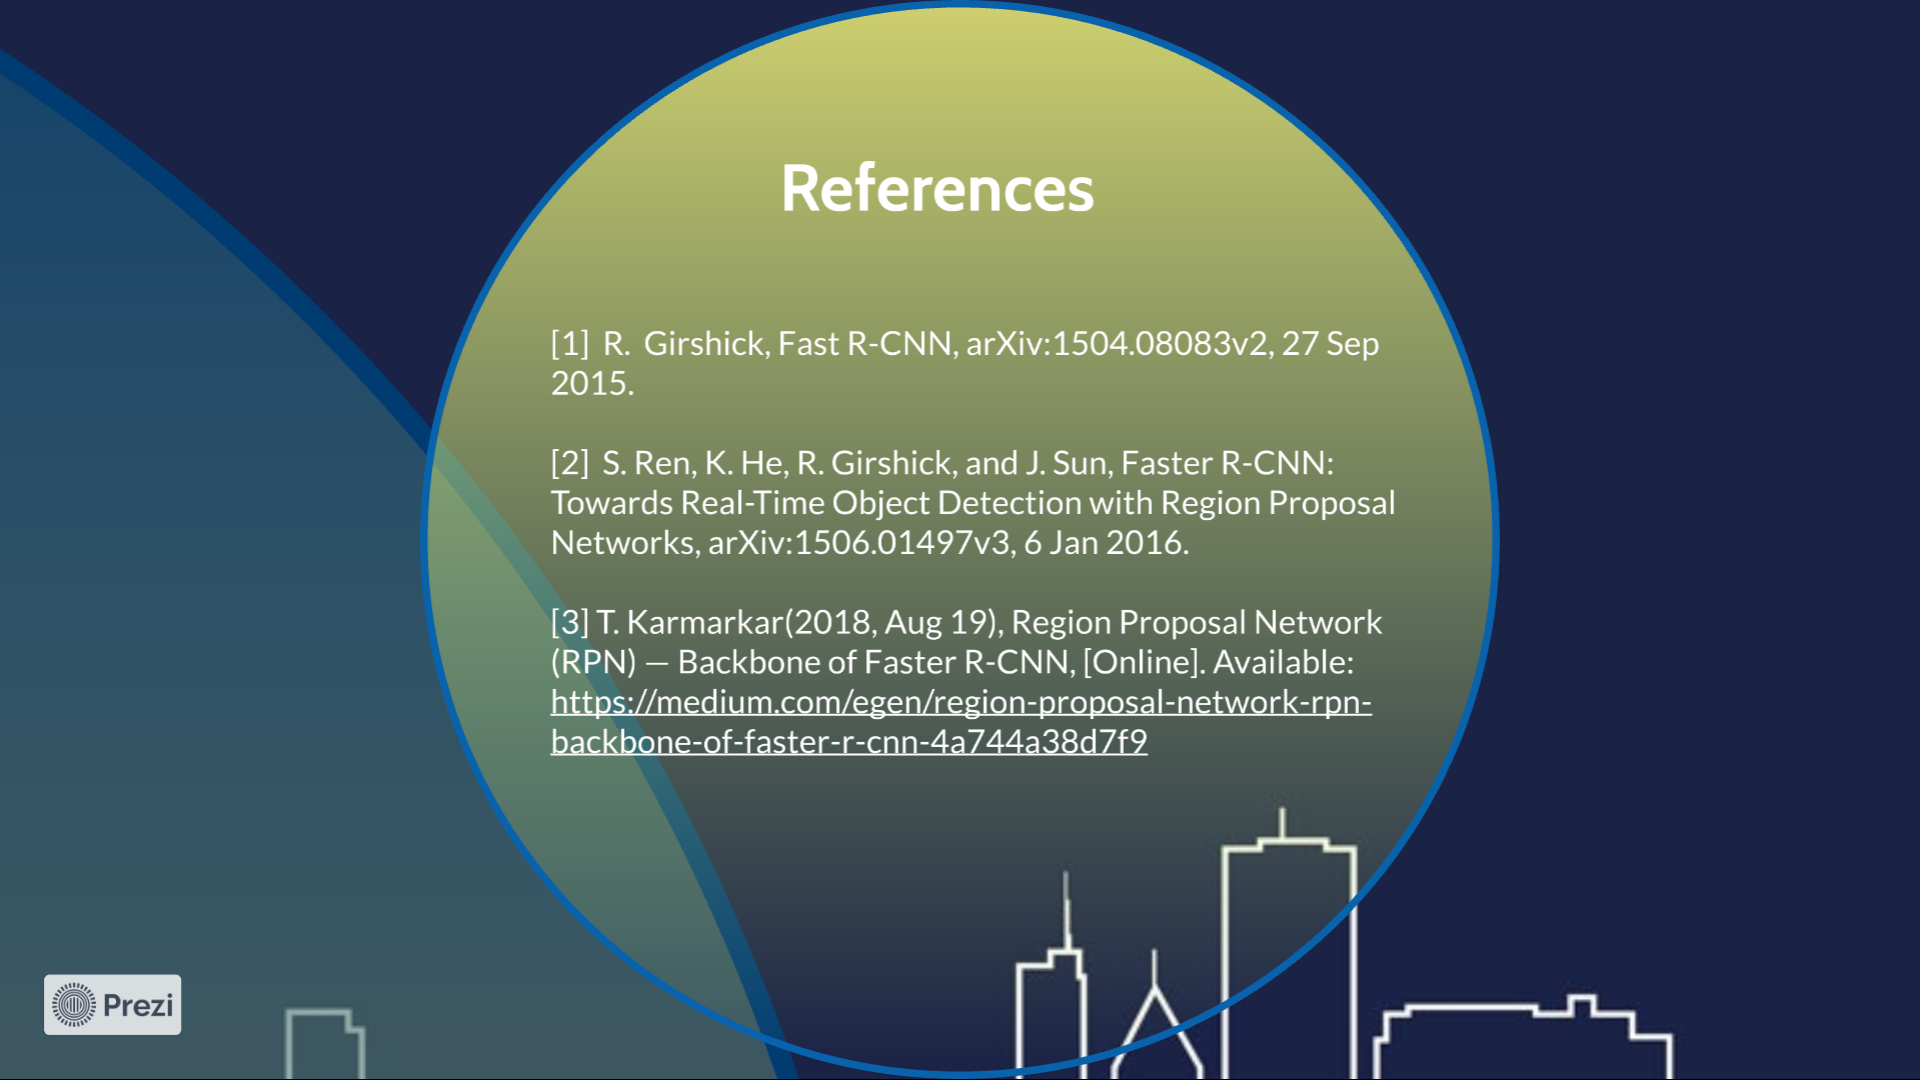 References
[1]  R.  Girshick, Fast R-CNN, arXiv:1504.08083v2, 27 Sep
2015.
[2]  S. Ren, K. He, R. Girshick, and J. Sun, Faster R-CNN:
Towards Real-Time Object Detection with Region Proposal
Networks, arXiv:1506.01497v3, 6 Jan 2016.
[3] T. Karmarkar(2018, Aug 19), Region Proposal Network
(RPN) — Backbone of Faster R-CNN, [Online]. Available:
https://medium.com/egen/region-proposal-network-rpn-
backbone-of-faster-r-cnn-4a744a38d7f9
Prezi